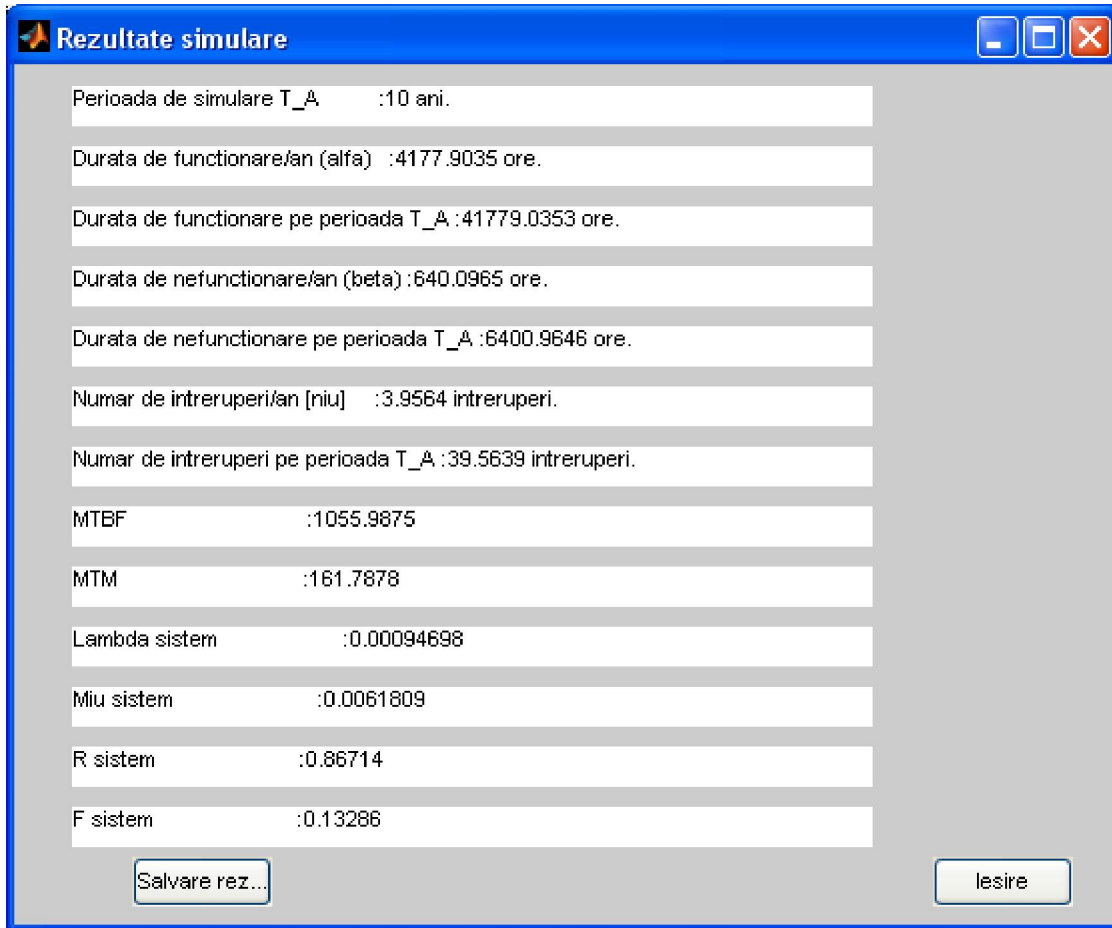 Rezultate simulare
Perioada de simulare T_A :10 ani.
Durata de functionare/an (alfa) :4177.9035 ore.
Durata de functionare pe perioada T_A :41779.0353 ore.
Durata de nefunctionare/an (beta) :640.0965 ore.
Durata de nefunctionare pe perioada T_A :6400.9646 ore.
Numar de intreruperi/an [niu] :3.9564 intreruperi.
Numar de intreruperi pe perioada T_A :39.5639 intreruperi.
MTBF :1055.9875
MTM :161.7878
Lambda sistem :0.00094698
Miu sistem :0.0061809
R sistem :0.86714
F sistem :0.13286
Salvare rez... Iesire